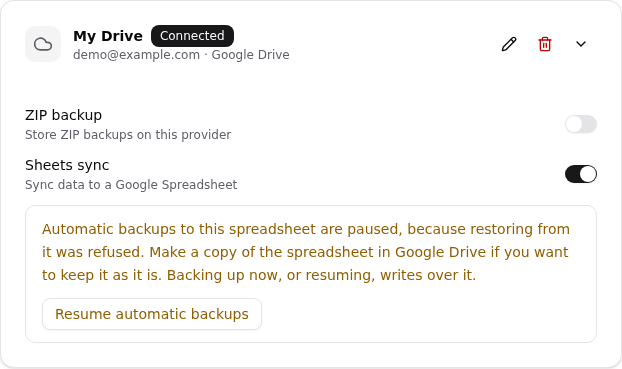 My Drive Connected
demo@example.com · Google Drive
ZIP backup
Store ZIP backups on this provider
Sheets sync
Sync data to a Google Spreadsheet
Automatic backups to this spreadsheet are paused, because restoring from
it was refused. Make a copy of the spreadsheet in Google Drive if you want
to keep it as it is. Backing up now, or resuming, writes over it.
Resume automatic backups